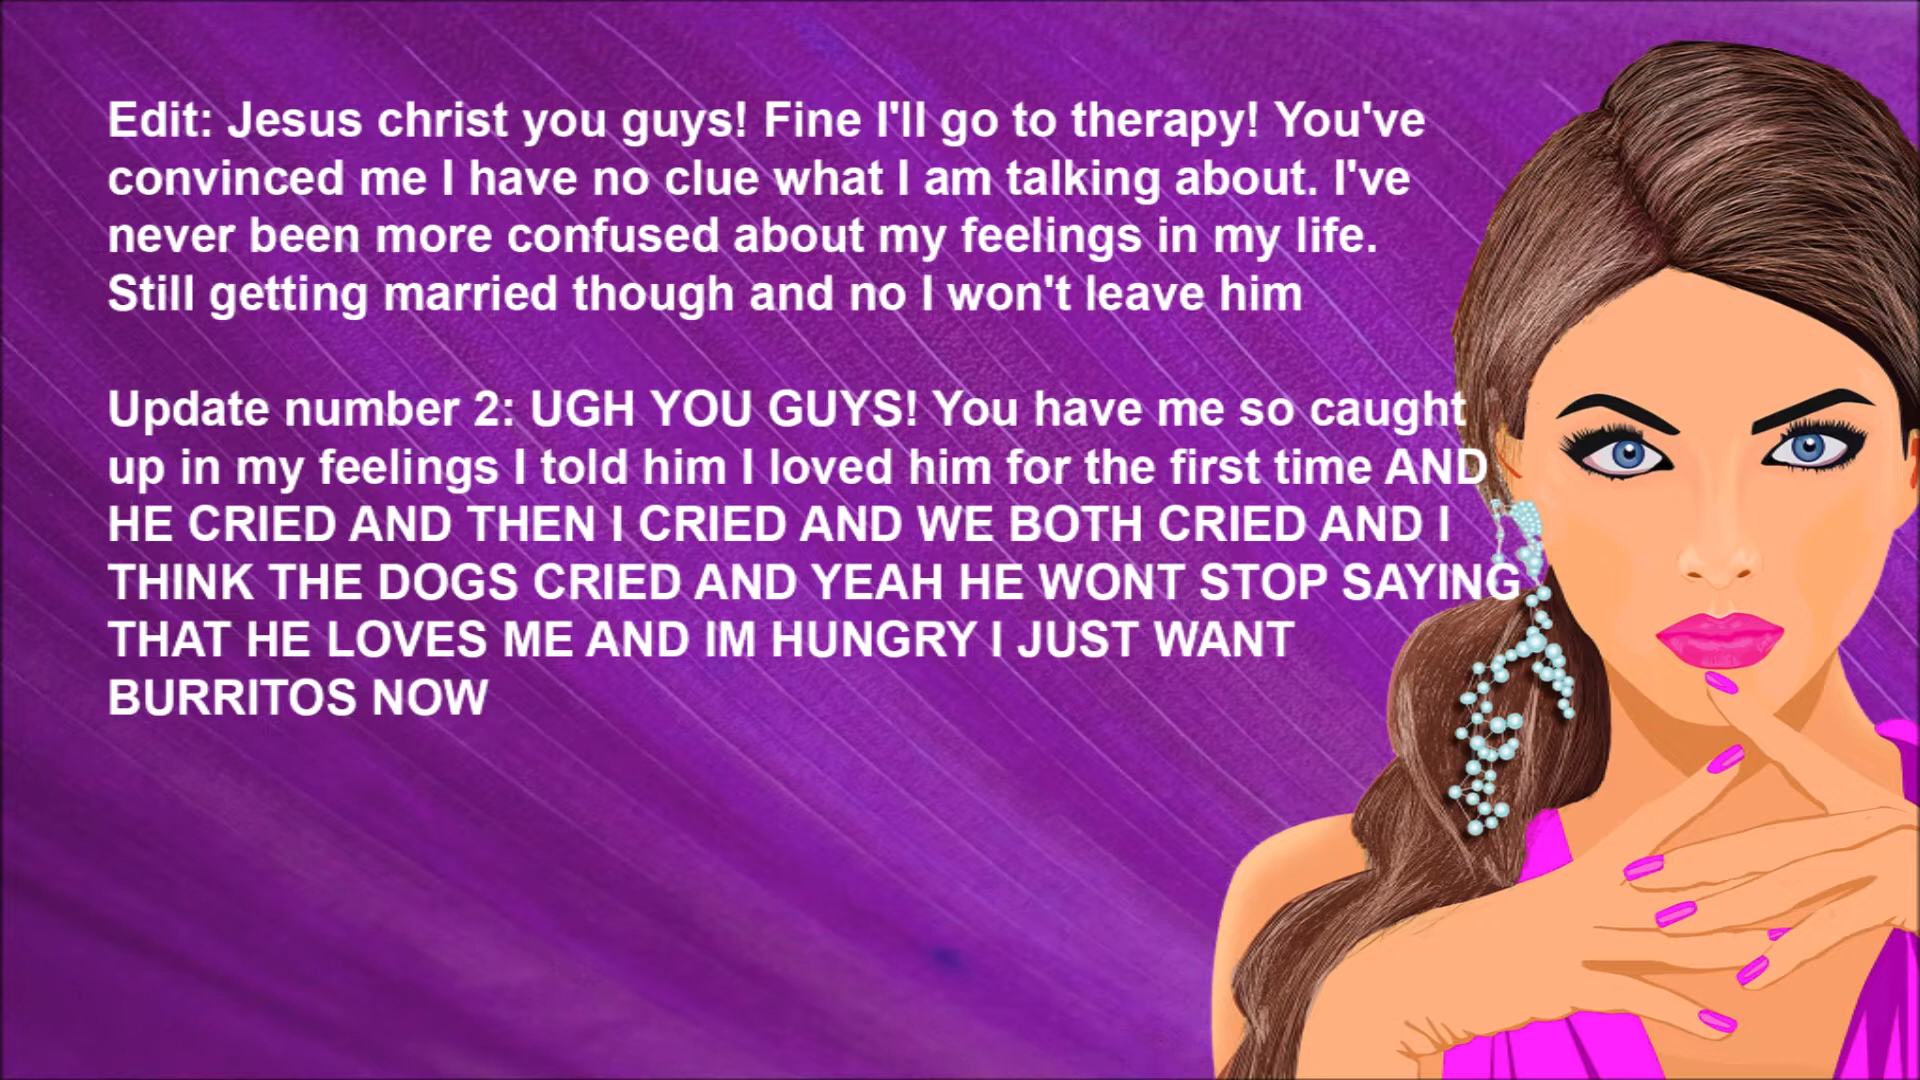 Edit: Jesus christ you guys! Fine I'll go to therapy! You've
convinced me I have no clue what I am talking about. I've
never been more confused about my feelings in my life.
Still getting married though and no I won't leave him
Update number 2: UGH YOU GUYS! You have me so caught
up in my feelings I told him I loved him for the first time AND
HE CRIED AND THEN I CRIED AND WE BOTH CRIED AND I
THINK THE DOGS CRIED AND YEAH HE WONT STOP SAYING
THAT HE LOVES ME AND IM HUNGRY I JUST WANT
BURRITOS NOW